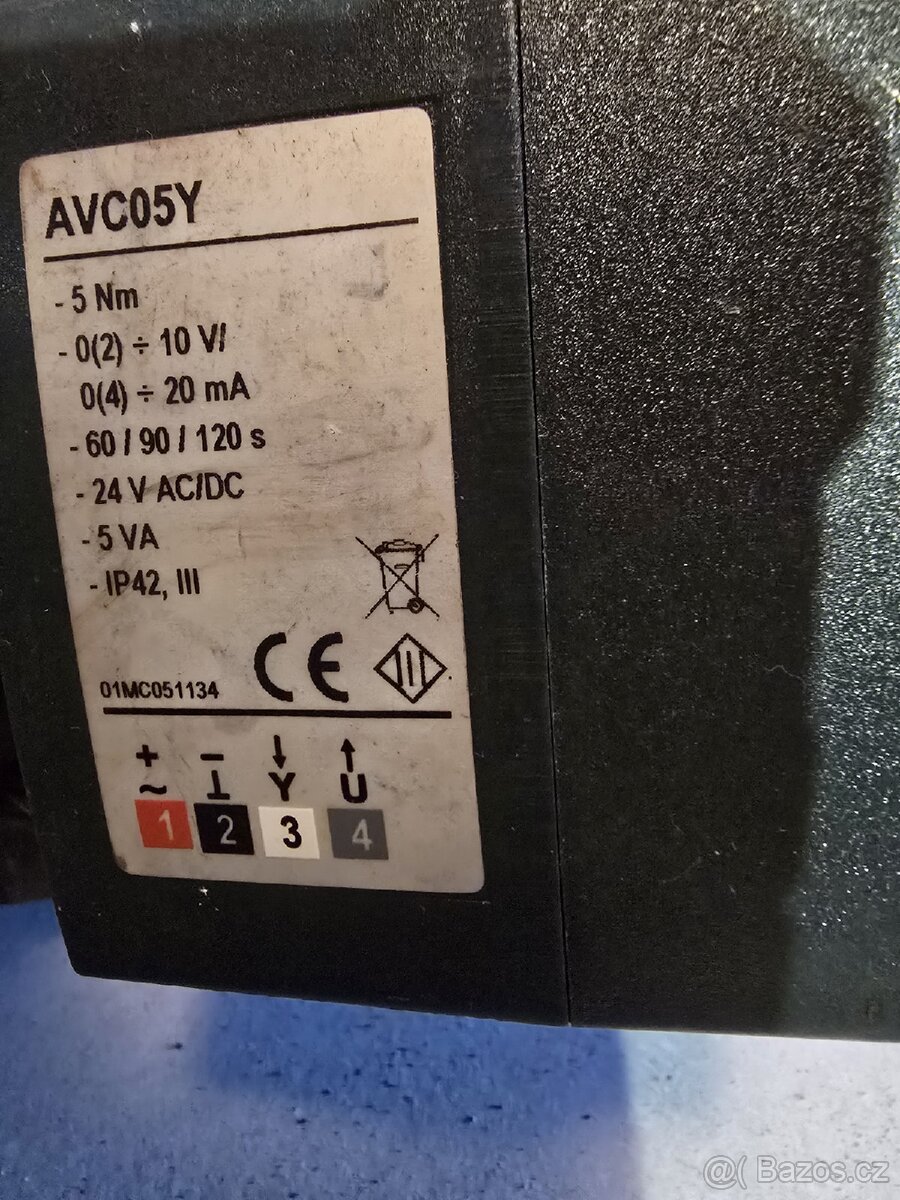 AVC05Y
- 5 Nm
- 0(2) ÷ 10 V/
0(4) ÷ 20 mA
- 60 / 90 / 120 s
- 24 V AC/DC
- 5 VA
- IP42, III
01MC051134 CE III
+ − ↓ ↑
~ ⊥ Y U
1 2 3 4
@( Bazos.cz